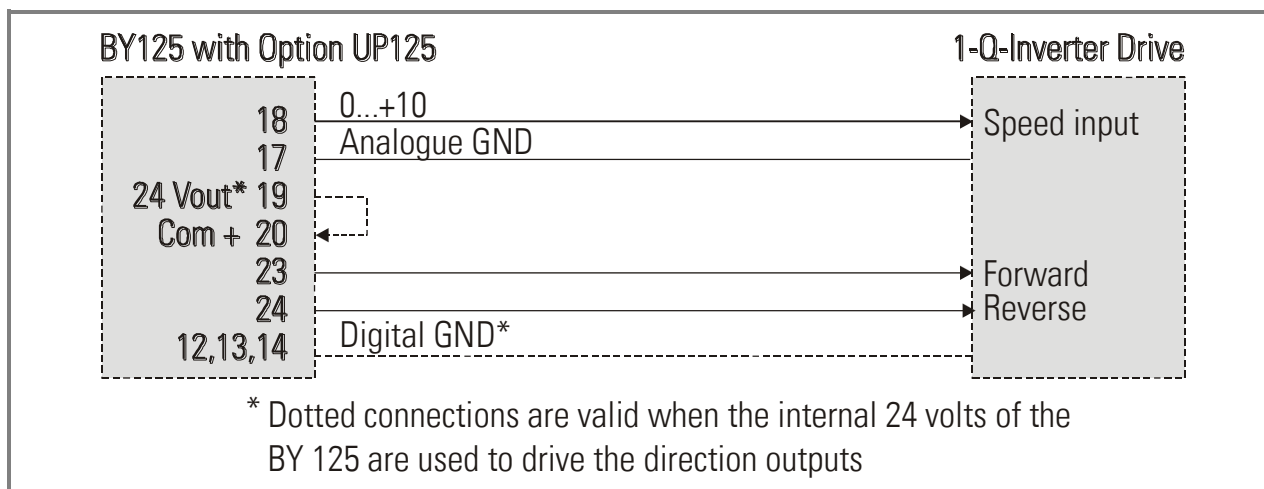 BY125 with Option UP125 1-Q-Inverter Drive
18 0...+10 Speed input
17 Analogue GND
24 Vout* 19
Com + 20
23 Forward
24 Reverse
12,13,14 Digital GND*
* Dotted connections are valid when the internal 24 volts of the
BY 125 are used to drive the direction outputs